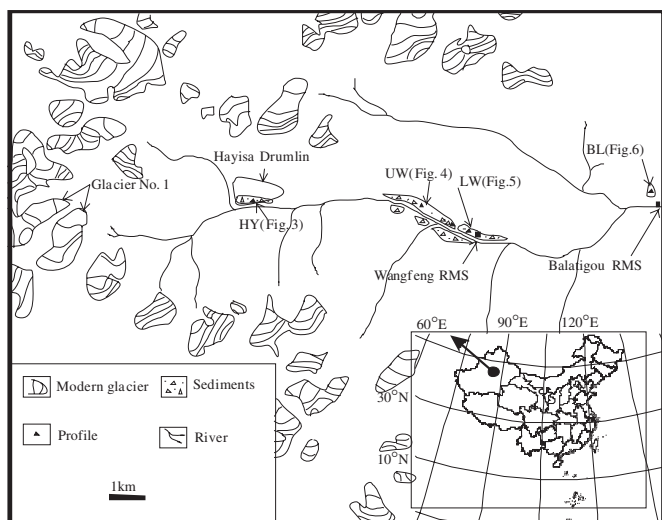 BL(Fig.6)
Hayisa Drumlin
UW(Fig. 4)
LW(Fig.5)
Glacier No. 1
HY(Fig.3)
Wangfeng RMS
Balatigou RMS
60°E
90°E
120°E
30°N
10°N
Modern glacier
Sediments
Profile
River
1km